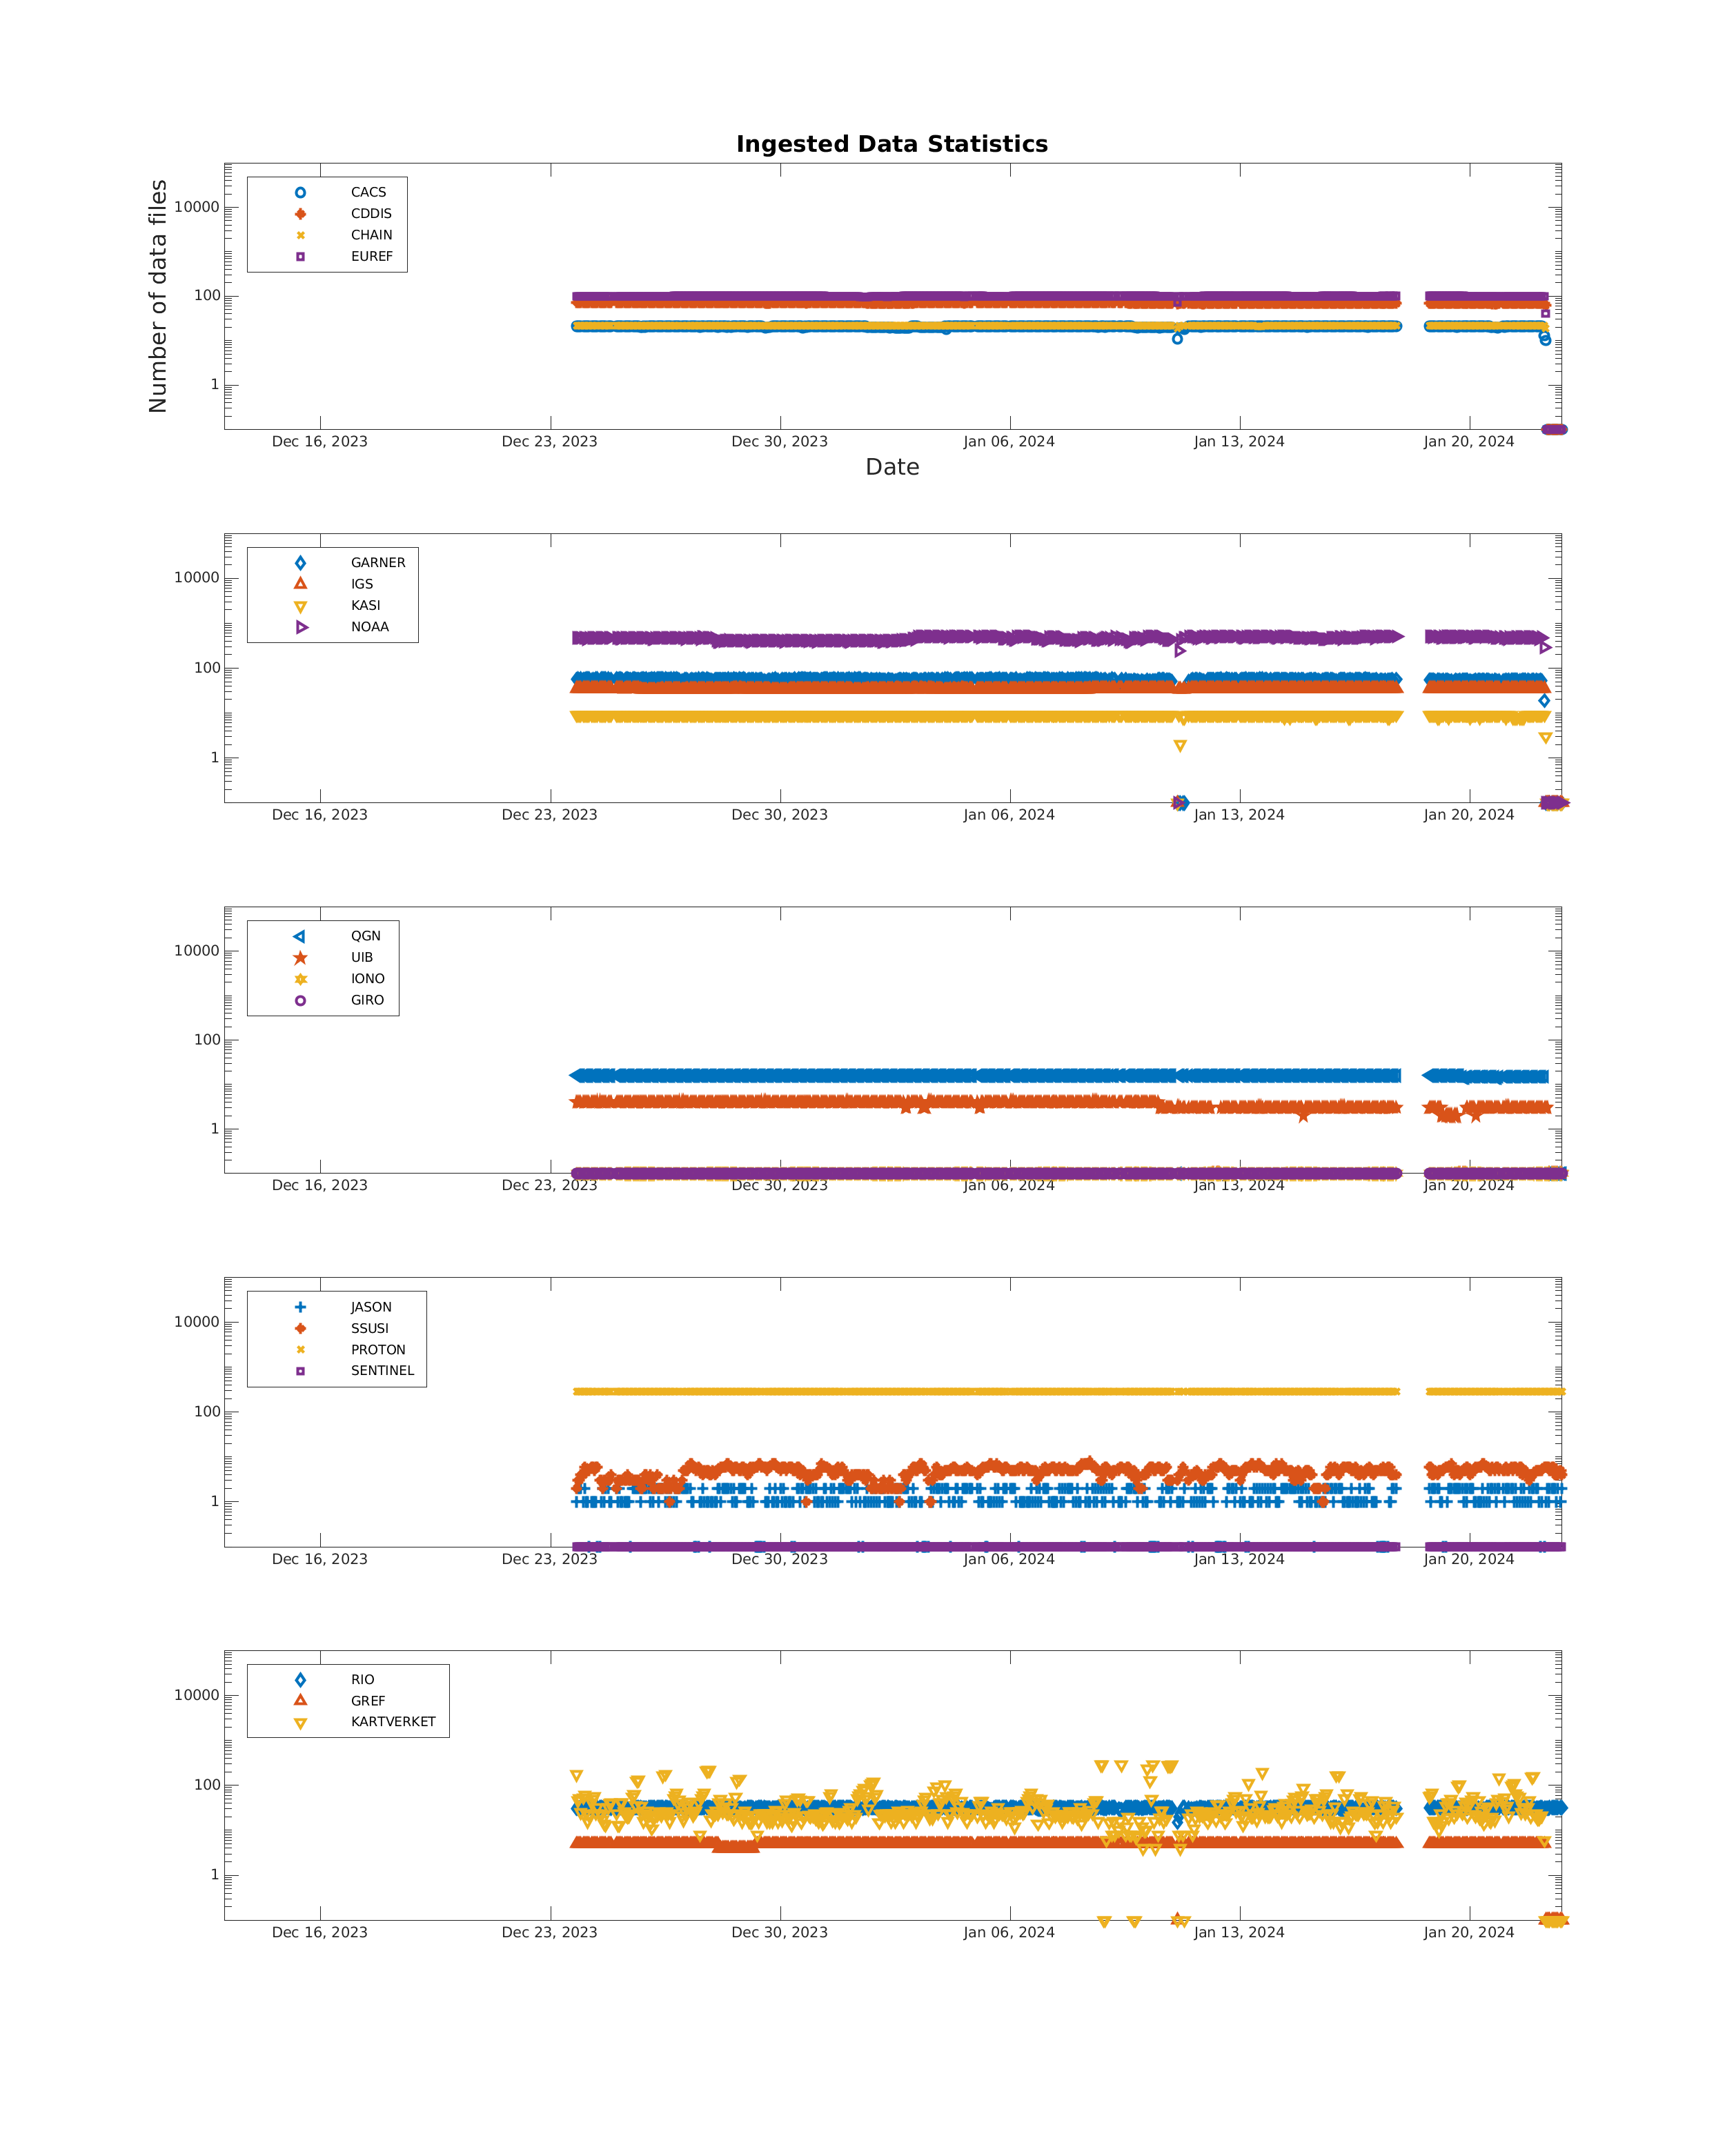 Ingested Data Statistics
Number of data files
10000
100
1
CACS
CDDIS
CHAIN
EUREF
Dec 16, 2023 Dec 23, 2023 Dec 30, 2023 Jan 06, 2024 Jan 13, 2024 Jan 20, 2024
Date
10000
100
1
GARNER
IGS
KASI
NOAA
Dec 16, 2023 Dec 23, 2023 Dec 30, 2023 Jan 06, 2024 Jan 13, 2024 Jan 20, 2024
10000
100
1
QGN
UIB
IONO
GIRO
Dec 16, 2023 Dec 23, 2023 Dec 30, 2023 Jan 06, 2024 Jan 13, 2024 Jan 20, 2024
10000
100
1
JASON
SSUSI
PROTON
SENTINEL
Dec 16, 2023 Dec 23, 2023 Dec 30, 2023 Jan 06, 2024 Jan 13, 2024 Jan 20, 2024
10000
100
1
RIO
GREF
KARTVERKET
Dec 16, 2023 Dec 23, 2023 Dec 30, 2023 Jan 06, 2024 Jan 13, 2024 Jan 20, 2024